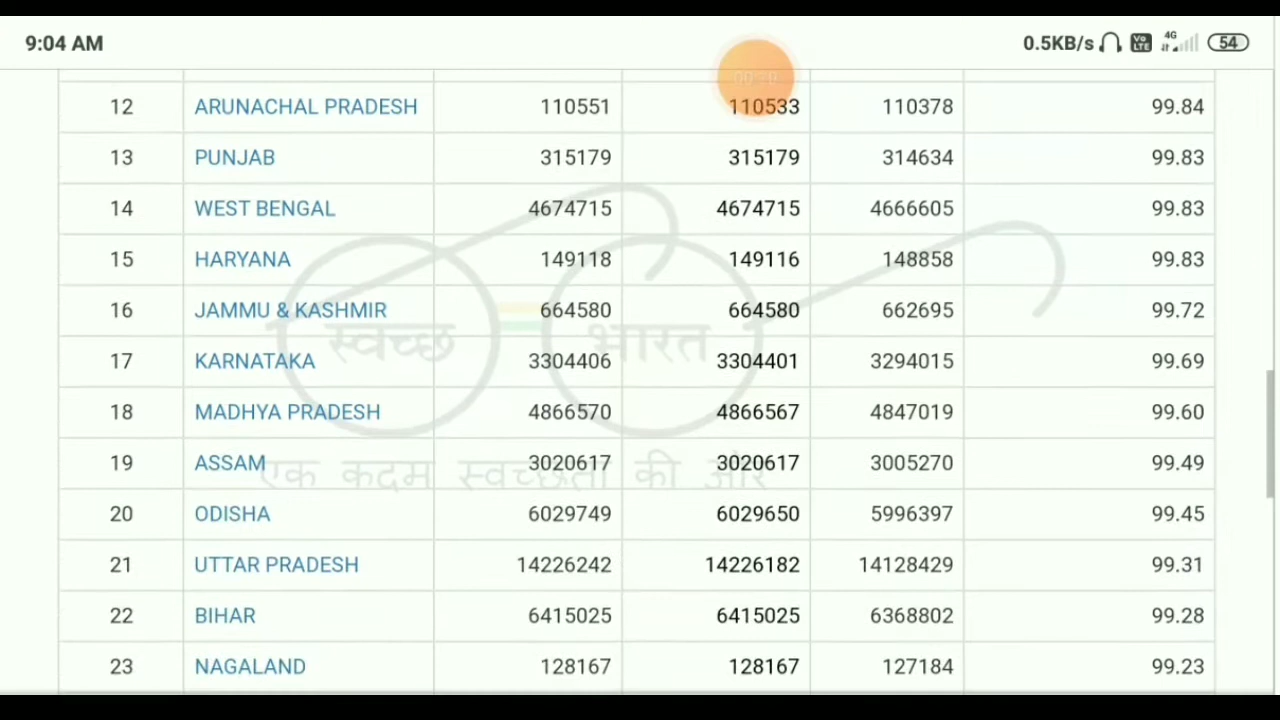 9:04 AM 0.5KB/s Vo LTE 4G 54
00:20
12 ARUNACHAL PRADESH 110551 110533 110378 99.84
13 PUNJAB 315179 315179 314634 99.83
14 WEST BENGAL 4674715 4674715 4666605 99.83
15 HARYANA 149118 149116 148858 99.83
16 JAMMU & KASHMIR 664580 664580 662695 99.72
स्वच्छ भारत
17 KARNATAKA 3304406 3304401 3294015 99.69
18 MADHYA PRADESH 4866570 4866567 4847019 99.60
19 ASSAM 3020617 3020617 3005270 99.49
एक कदम स्वच्छता की ओर
20 ODISHA 6029749 6029650 5996397 99.45
21 UTTAR PRADESH 14226242 14226182 14128429 99.31
22 BIHAR 6415025 6415025 6368802 99.28
23 NAGALAND 128167 128167 127184 99.23